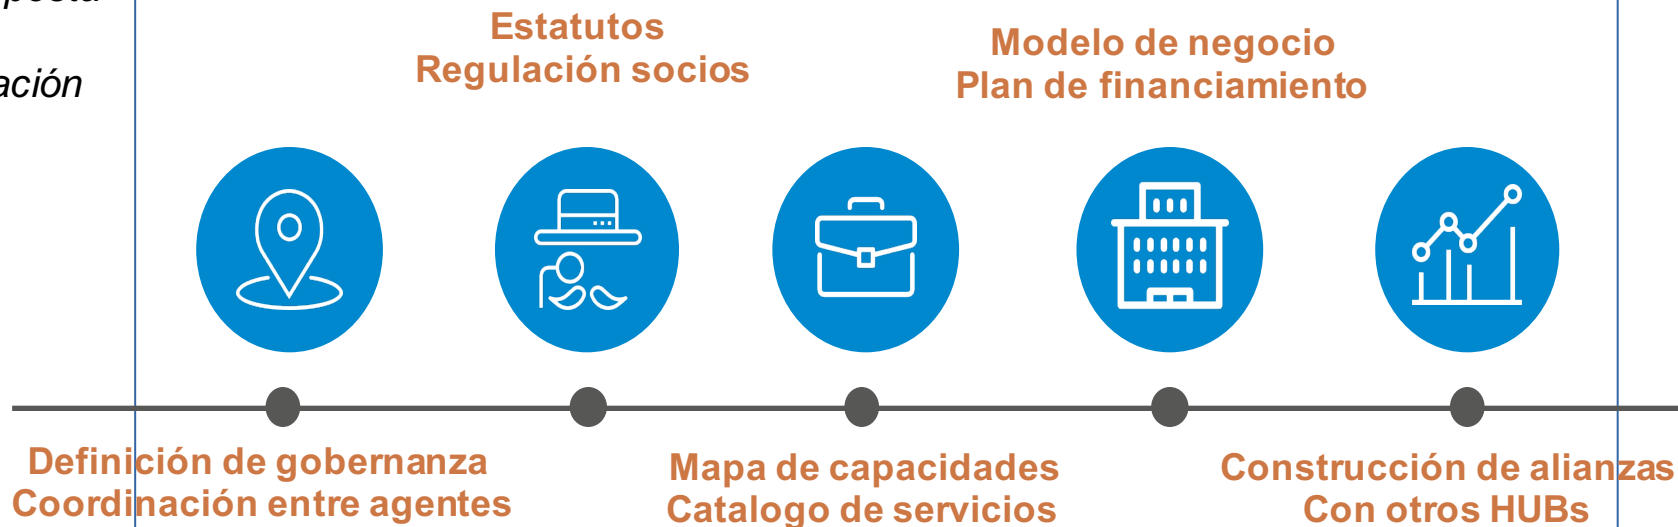 ación
Estatutos
Regulación socios
Modelo de negocio
Plan de financiamiento
Definición de gobernanza
Coordinación entre agentes
Mapa de capacidades
Catalogo de servicios
Construcción de alianzas
Con otros HUBs